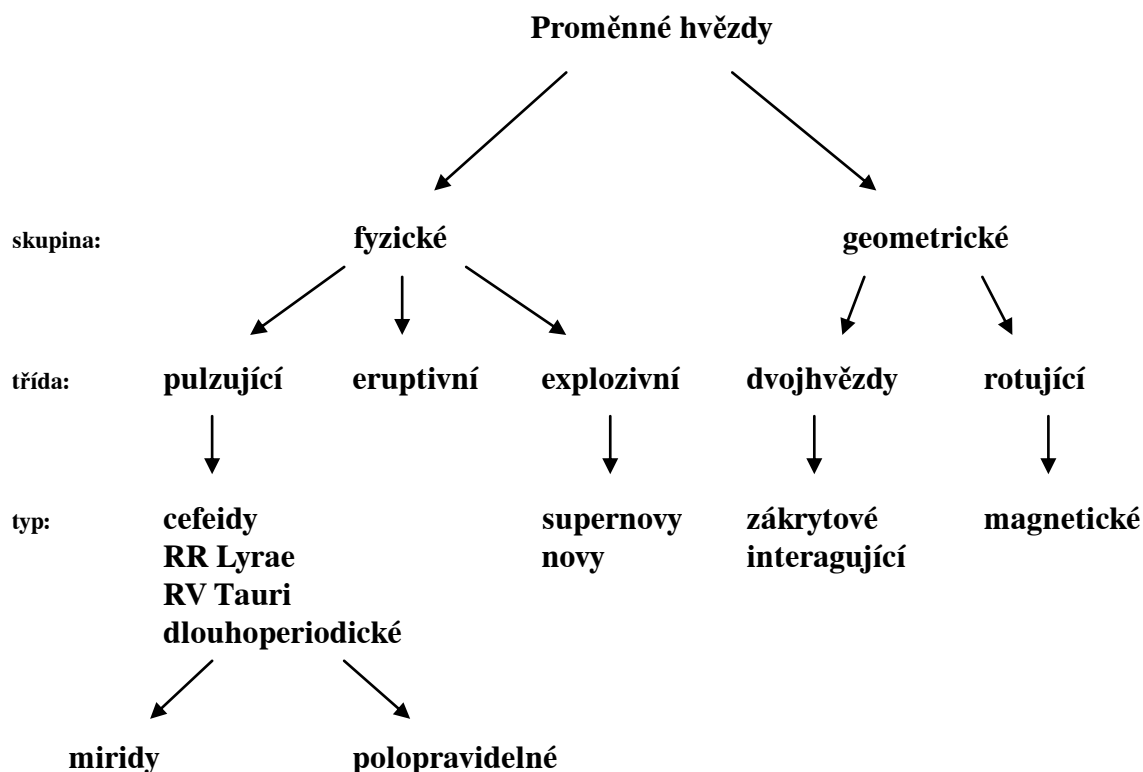 Proměnné hvězdy
skupina: fyzické geometrické
třída: pulzující eruptivní explozivní dvojhvězdy rotující
typ: cefeidy supernovy zákrytové magnetické
RR Lyrae novy interagující
RV Tauri
dlouhoperiodické
miridy polopravidelné